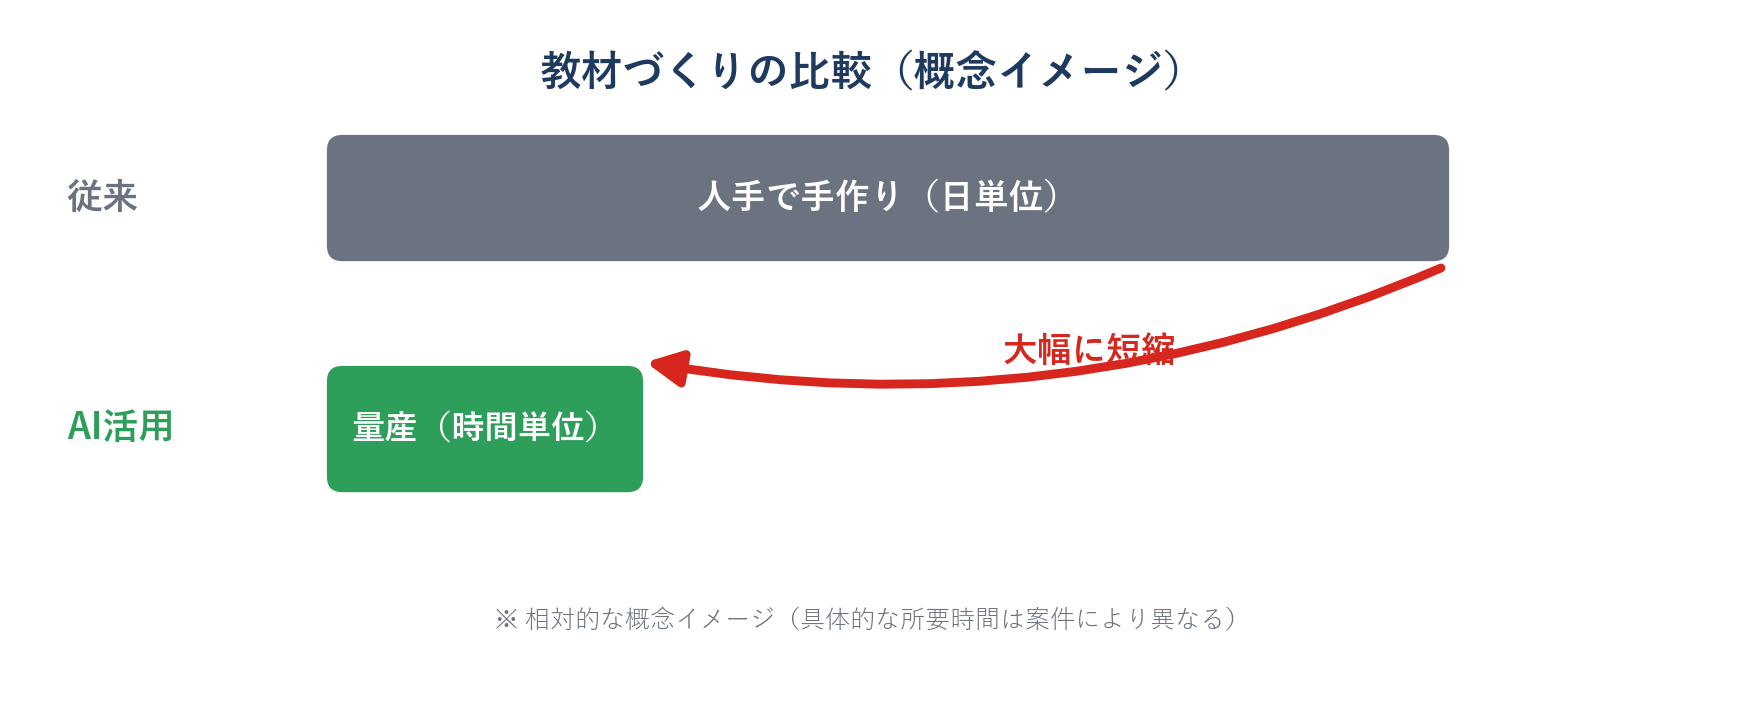 教材づくりの比較（概念イメージ）
従来
人手で手作り（日単位）
大幅に短縮
AI活用
量産（時間単位）
※ 相対的な概念イメージ（具体的な所要時間は案件により異なる）